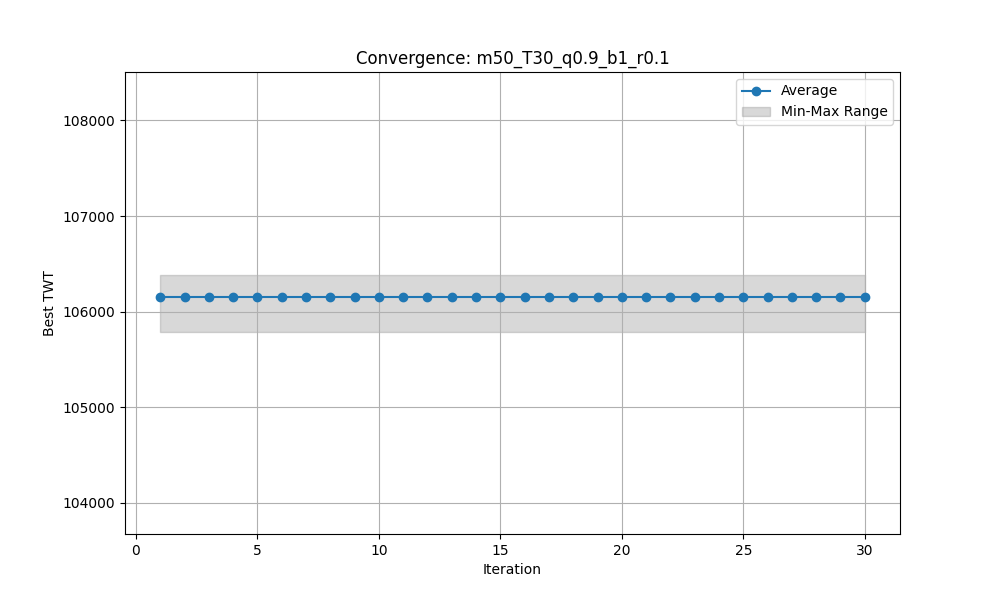 Convergence: m50_T30_q0.9_b1_r0.1
Average
Min-Max Range
108000
107000
106000
105000
104000
Best TWT
0 5 10 15 20 25 30
Iteration